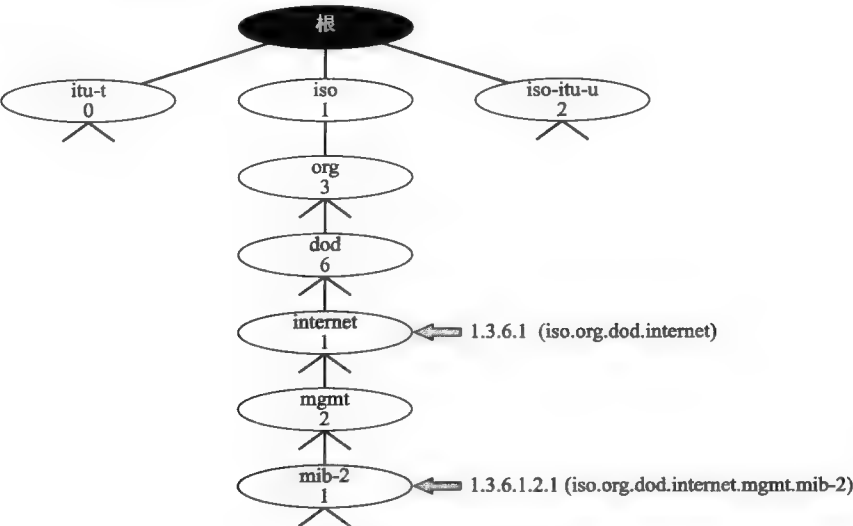 根
itu-t
0
iso
1
iso-itu-u
2
org
3
dod
6
internet
1
1.3.6.1 (iso.org.dod.internet)
mgmt
2
mib-2
1
1.3.6.1.2.1 (iso.org.dod.internet.mgmt.mib-2)